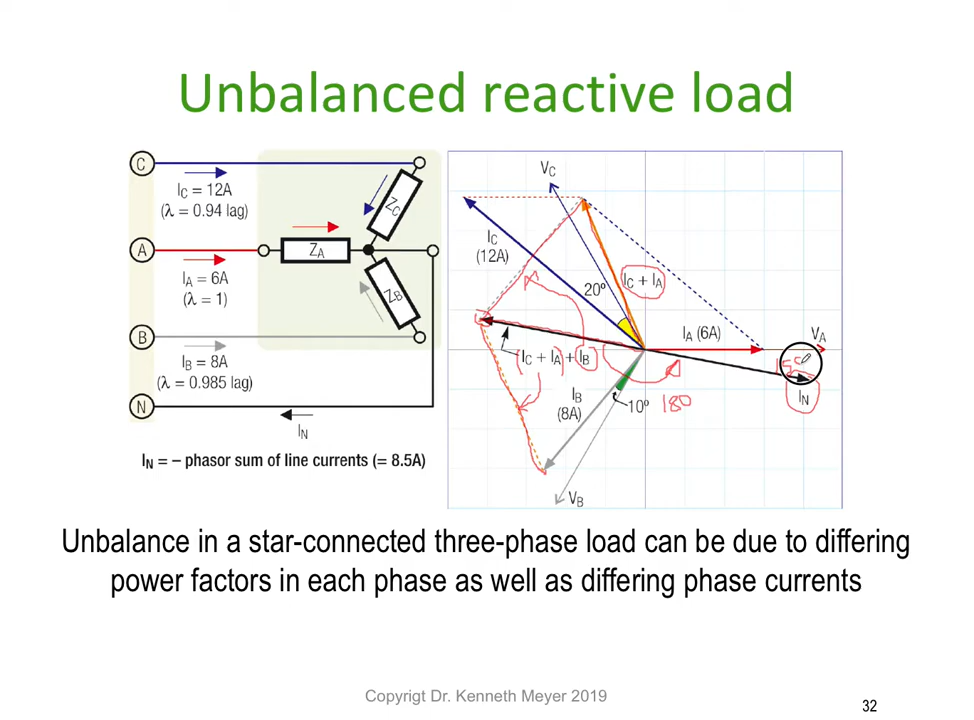 Unbalanced reactive load
C
I_C = 12A
(λ = 0.94 lag)
Z_C
A
Z_A
I_A = 6A
(λ = 1)
Z_B
B
I_B = 8A
(λ = 0.985 lag)
N
I_N
I_N = – phasor sum of line currents (= 8.5A)
V_C
I_C
(12A)
20º
I_C + I_A
I_A (6A)
V_A
I_C + I_A + I_B
I_N
I_B
(8A)
10º
180
V_B
Unbalance in a star-connected three-phase load can be due to differing
power factors in each phase as well as differing phase currents
Copyrigt Dr. Kenneth Meyer 2019
32